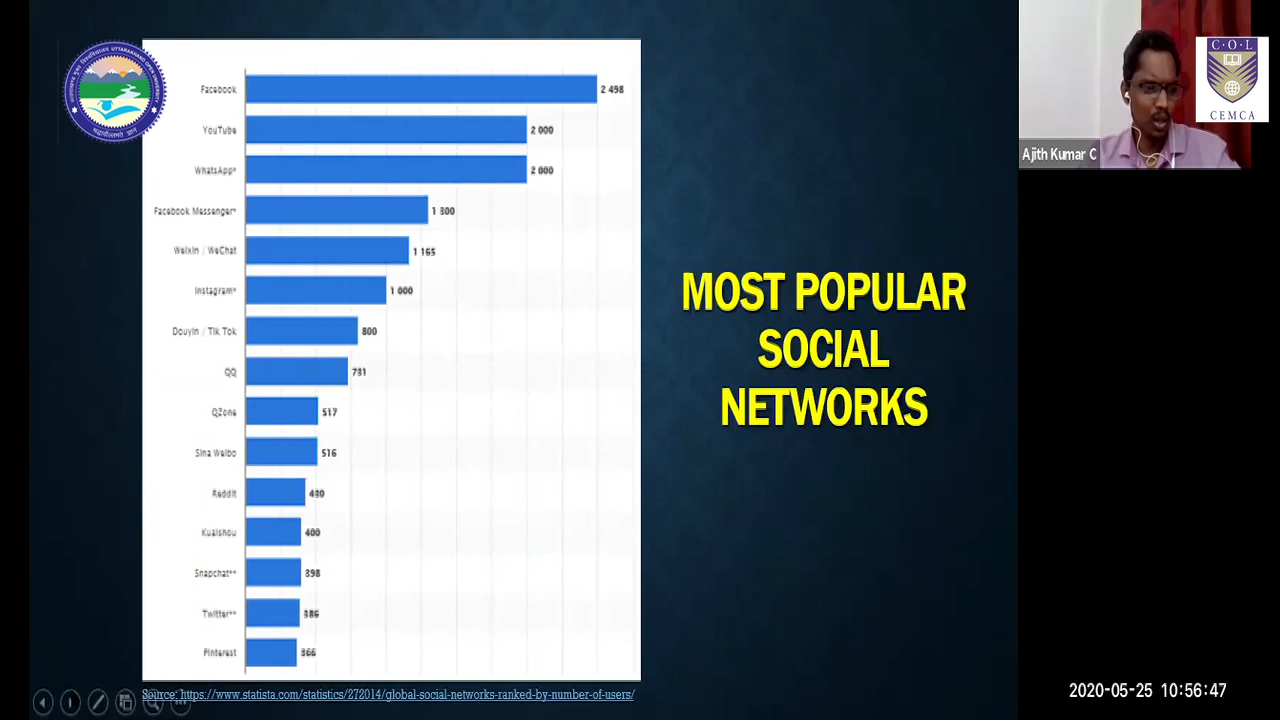 Facebook 2 498
YouTube 2 000
WhatsApp* 2 000
Facebook Messenger* 1 300
Weixin / WeChat 1 165
Instagram* 1 000
Douyin / Tik Tok 800
QQ 731
QZone 517
Sina Weibo 516
Reddit 430
Kuaishou 400
Snapchat** 398
Twitter** 386
Pinterest 366
Source: https://www.statista.com/statistics/272014/global-social-networks-ranked-by-number-of-users/
MOST POPULAR
SOCIAL
NETWORKS
Ajith Kumar C
C·O·L
CEMCA
2020-05-25 10:56:47